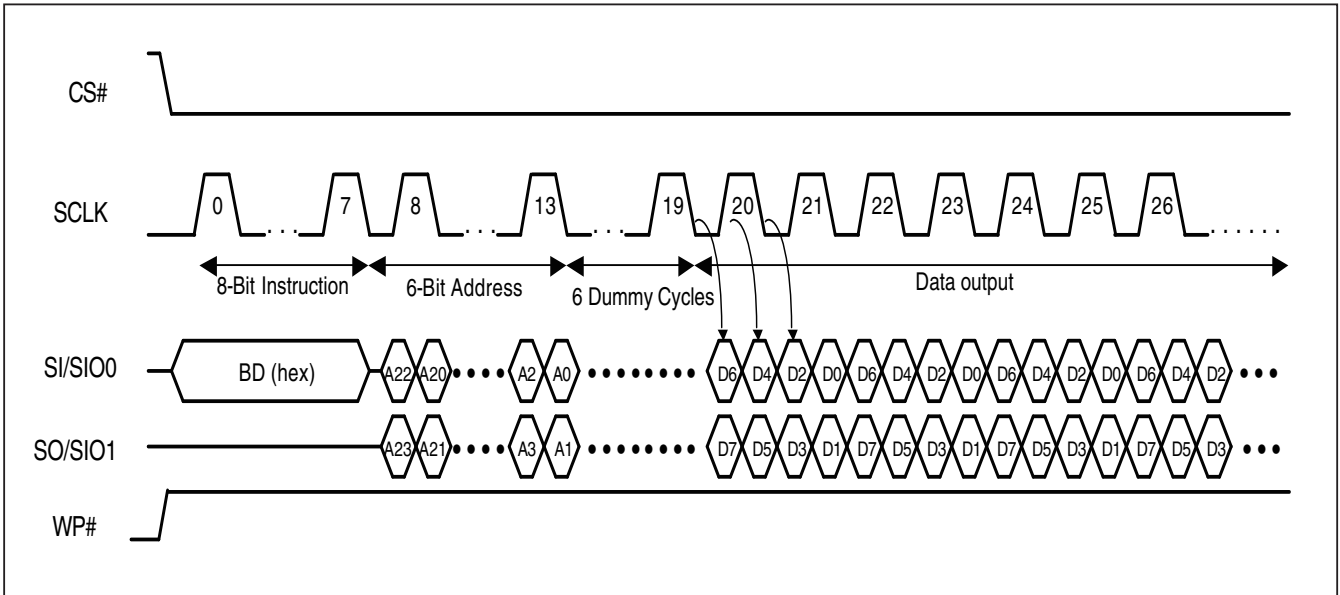 CS#
SCLK 0 . . . 7 8 . . . 13 . . . 19 20 21 22 23 24 25 26 . . . . . .
8-Bit Instruction 6-Bit Address 6 Dummy Cycles Data output
SI/SIO0 BD (hex) A22 A20 A2 A0 D6 D4 D2 D0 D6 D4 D2 D0 D6 D4 D2 D0 D6 D4 D2
SO/SIO1 A23 A21 A3 A1 D7 D5 D3 D1 D7 D5 D3 D1 D7 D5 D3 D1 D7 D5 D3
WP#